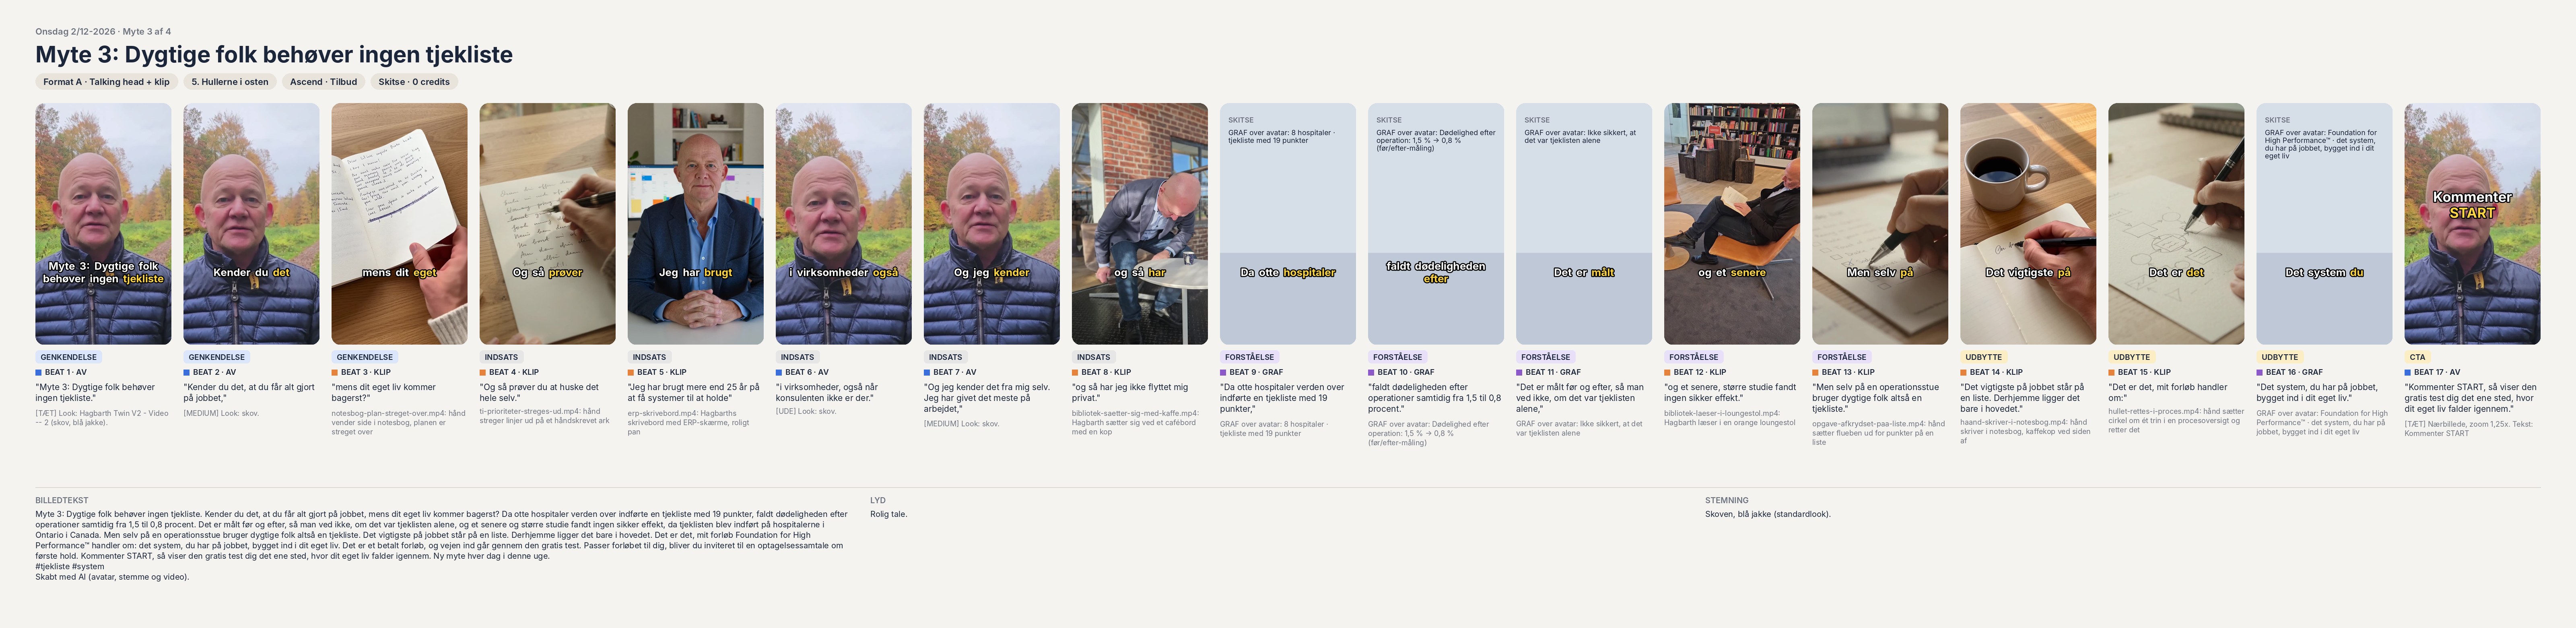 Onsdag 2/12-2026 · Myte 3 af 4
Myte 3: Dygtige folk behøver ingen tjekliste
Format A · Talking head + klip
5. Hullerne i osten
Ascend · Tilbud
Skitse · 0 credits
Myte 3: Dygtige folk
behøver ingen tjekliste
GENKENDELSE
BEAT 1 · AV
"Myte 3: Dygtige folk behøver
ingen tjekliste."
[TÆT] Look: Hagbarth Twin V2 - Video
-- 2 (skov, blå jakke).
Kender du det
GENKENDELSE
BEAT 2 · AV
"Kender du det, at du får alt gjort
på jobbet,"
[MEDIUM] Look: skov.
mens dit eget
GENKENDELSE
BEAT 3 · KLIP
"mens dit eget liv kommer
bagerst?"
notesbog-plan-streget-over.mp4: hånd
vender side i notesbog, planen er
streget over
Og så prøver
INDSATS
BEAT 4 · KLIP
"Og så prøver du at huske det
hele selv."
ti-prioriteter-streges-ud.mp4: hånd
streger linjer ud på et håndskrevet ark
Jeg har brugt
INDSATS
BEAT 5 · KLIP
"Jeg har brugt mere end 25 år på
at få systemer til at holde"
erp-skrivebord.mp4: Hagbarths
skrivebord med ERP-skærme, roligt
pan
i virksomheder også
INDSATS
BEAT 6 · AV
"i virksomheder, også når
konsulenten ikke er der."
[UDE] Look: skov.
Og jeg kender
INDSATS
BEAT 7 · AV
"Og jeg kender det fra mig selv.
Jeg har givet det meste på
arbejdet,"
[MEDIUM] Look: skov.
og så har
INDSATS
BEAT 8 · KLIP
"og så har jeg ikke flyttet mig
privat."
bibliotek-saetter-sig-med-kaffe.mp4:
Hagbarth sætter sig ved et cafébord
med en kop
SKITSE
GRAF over avatar: 8 hospitaler ·
tjekliste med 19 punkter
Da otte hospitaler
FORSTÅELSE
BEAT 9 · GRAF
"Da otte hospitaler verden over
indførte en tjekliste med 19
punkter,"
GRAF over avatar: 8 hospitaler ·
tjekliste med 19 punkter
SKITSE
GRAF over avatar: Dødelighed efter
operation: 1,5 % → 0,8 %
(før/efter-måling)
faldt dødeligheden
efter
FORSTÅELSE
BEAT 10 · GRAF
"faldt dødeligheden efter
operationer samtidig fra 1,5 til 0,8
procent."
GRAF over avatar: Dødelighed efter
operation: 1,5 % → 0,8 %
(før/efter-måling)
SKITSE
GRAF over avatar: Ikke sikkert, at
det var tjeklisten alene
Det er målt
FORSTÅELSE
BEAT 11 · GRAF
"Det er målt før og efter, så man
ved ikke, om det var tjeklisten
alene,"
GRAF over avatar: Ikke sikkert, at det
var tjeklisten alene
og et senere
FORSTÅELSE
BEAT 12 · KLIP
"og et senere, større studie fandt
ingen sikker effekt."
bibliotek-laeser-i-loungestol.mp4:
Hagbarth læser i en orange loungestol
Men selv på
FORSTÅELSE
BEAT 13 · KLIP
"Men selv på en operationsstue
bruger dygtige folk altså en
tjekliste."
opgave-afkrydset-paa-liste.mp4: hånd
sætter flueben ud for punkter på en
liste
Det vigtigste på
UDBYTTE
BEAT 14 · KLIP
"Det vigtigste på jobbet står på
en liste. Derhjemme ligger det
bare i hovedet."
haand-skriver-i-notesbog.mp4: hånd
skriver i notesbog, kaffekop ved siden
af
Det er det
UDBYTTE
BEAT 15 · KLIP
"Det er det, mit forløb handler
om:"
hullet-rettes-i-proces.mp4: hånd sætter
cirkel om ét trin i en procesoversigt og
retter det
SKITSE
GRAF over avatar: Foundation for
High Performance™ · det system,
du har på jobbet, bygget ind i dit
eget liv
Det system du
UDBYTTE
BEAT 16 · GRAF
"Det system, du har på jobbet,
bygget ind i dit eget liv."
GRAF over avatar: Foundation for High
Performance™ · det system, du har på
jobbet, bygget ind i dit eget liv
Kommenter
START
CTA
BEAT 17 · AV
"Kommenter START, så viser den
gratis test dig det ene sted, hvor
dit eget liv falder igennem."
[TÆT] Nærbillede, zoom 1,25x. Tekst:
Kommenter START
BILLEDTEKST
Myte 3: Dygtige folk behøver ingen tjekliste. Kender du det, at du får alt gjort på jobbet, mens dit eget liv kommer bagerst? Da otte hospitaler verden over indførte en tjekliste med 19 punkter, faldt dødeligheden efter
operationer samtidig fra 1,5 til 0,8 procent. Det er målt før og efter, så man ved ikke, om det var tjeklisten alene, og et senere og større studie fandt ingen sikker effekt, da tjeklisten blev indført på hospitalerne i
Ontario i Canada. Men selv på en operationsstue bruger dygtige folk altså en tjekliste. Det vigtigste på jobbet står på en liste. Derhjemme ligger det bare i hovedet. Det er det, mit forløb Foundation for High
Performance™ handler om: det system, du har på jobbet, bygget ind i dit eget liv. Det er et betalt forløb, og vejen ind går gennem den gratis test. Passer forløbet til dig, bliver du inviteret til en optagelsessamtale om
første hold. Kommenter START, så viser den gratis test dig det ene sted, hvor dit eget liv falder igennem. Ny myte hver dag i denne uge.
#tjekliste #system
Skabt med AI (avatar, stemme og video).
LYD
Rolig tale.
STEMNING
Skoven, blå jakke (standardlook).